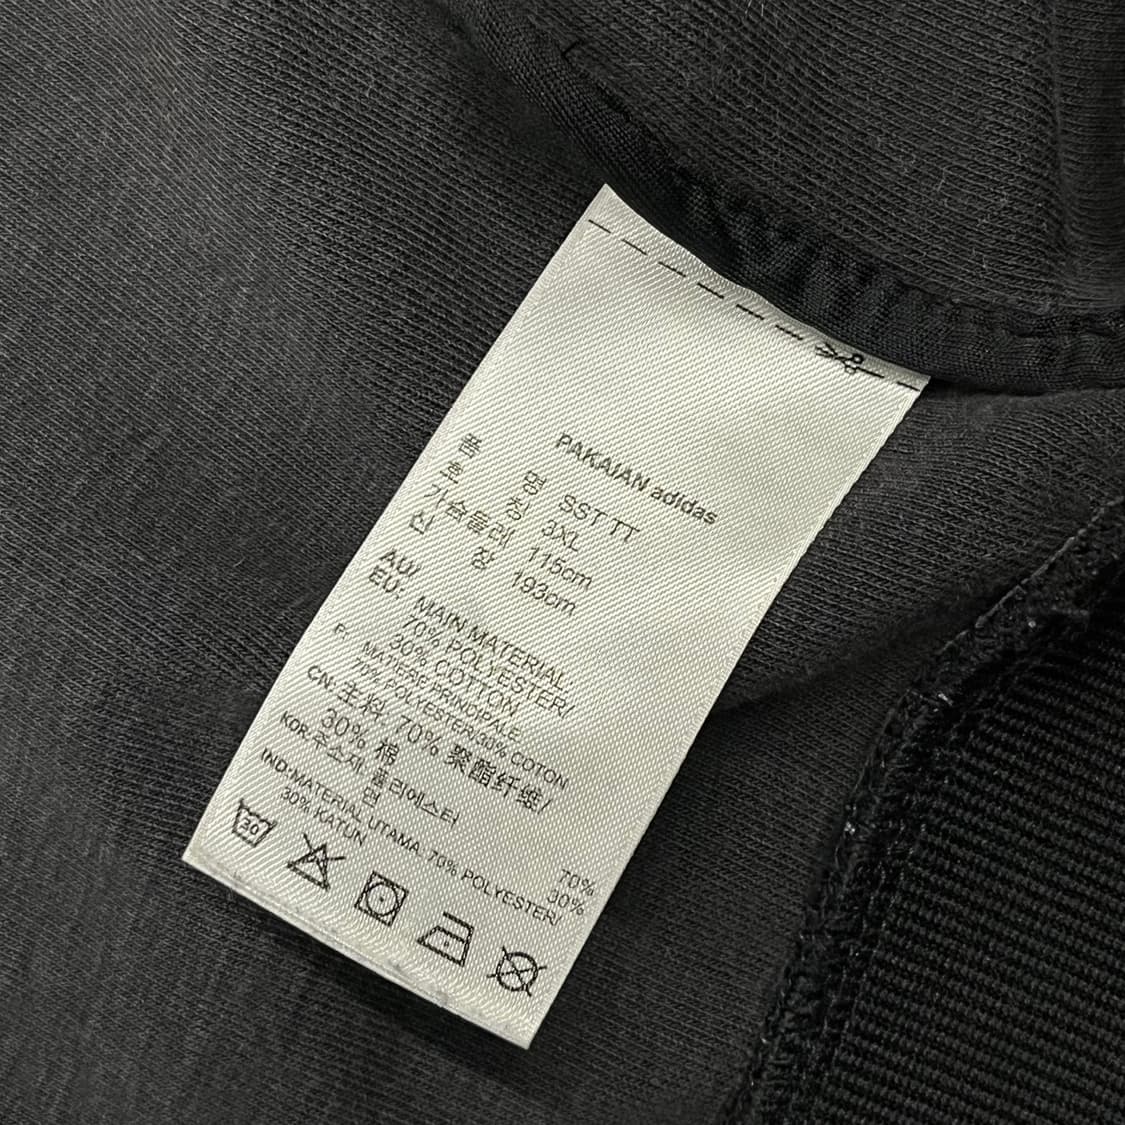 PAKAIAN adidas
품 명 SST TT
호 칭 3XL
가슴둘레 115cm
신 장 193cm
AU/
EU: MAIN MATERIAL
70% POLYESTER/
30% COTTON
F: MATIERE PRINCIPALE
7% POLYESTER/30% COTON
CN: 主料, 70% 聚酯纤维/
30% 棉
KOR: 주소재: 폴리에스터 70%
면 30%
IND: MATERIAL UTAMA: 70% POLYESTER/
30% KATUN
30